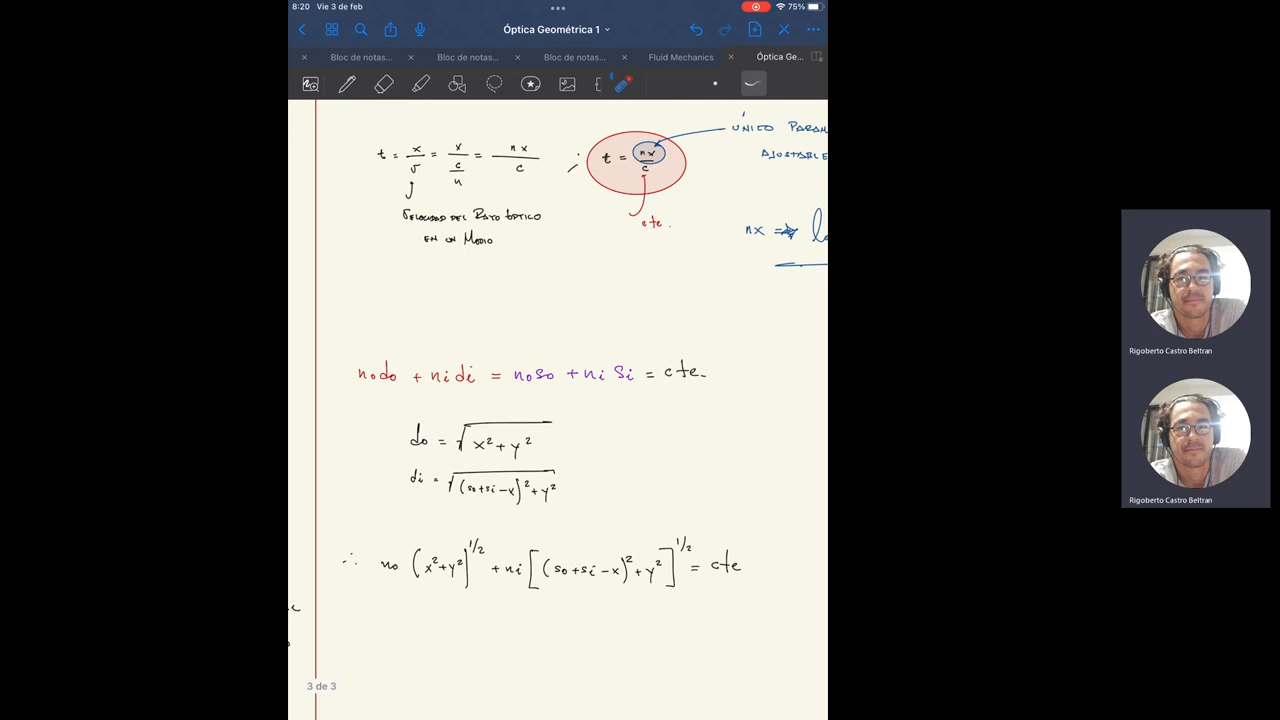 8:20 Vie 3 de feb
75%
Óptica Geométrica 1
Bloc de notas...
Bloc de notas...
Bloc de notas...
Fluid Mechanics
Óptica Ge...
ÚNICO PARAM
AJUSTABLE
t = x/v = x/(c/n) = nx/c ; t = nx/c
VELOCIDAD DEL RAYO ÓPTICO
EN UN MEDIO
cte.
nx ⇒
nodo + nidi = noso + nisi = cte.
do = √(x² + y²)
di = √((so+si-x)² + y²)
∴ no (x²+y²)^1/2 + ni [(so+si-x)² + y²]^1/2 = cte
3 de 3
Rigoberto Castro Beltran
Rigoberto Castro Beltran